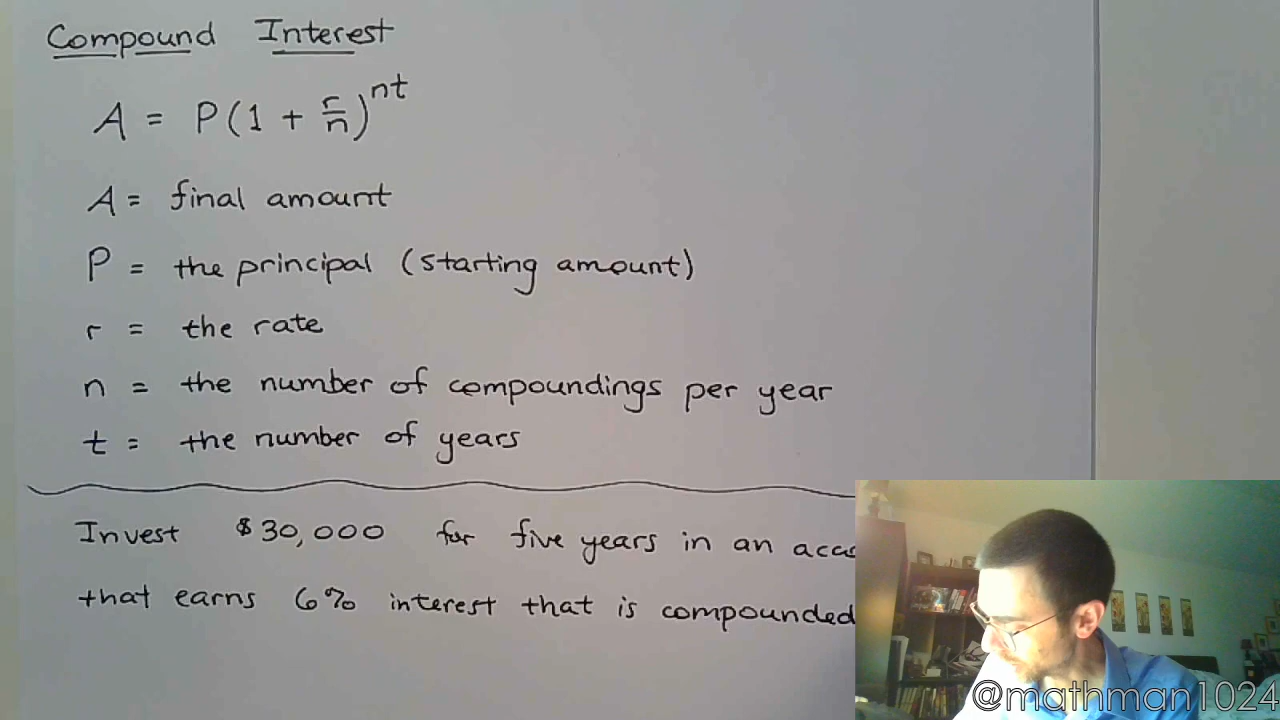 Compound Interest
A = P(1 + r/n)^nt
A = final amount
P = the principal (starting amount)
r = the rate
n = the number of compoundings per year
t = the number of years
Invest $30,000 for five years in an
that earns 6% interest that is compounded
@mathman1024